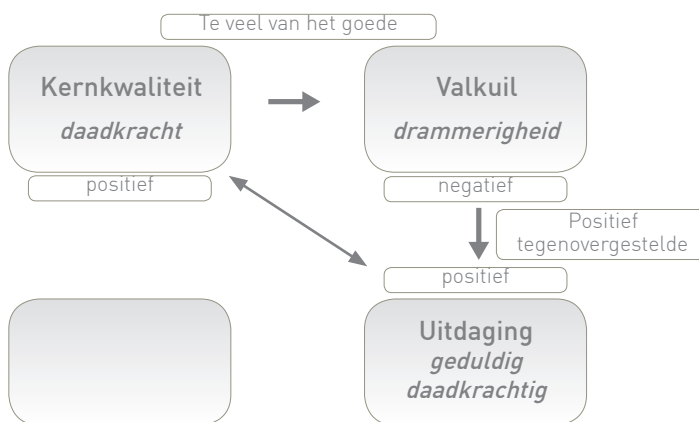 Te veel van het goede
Kernkwaliteit
daadkracht
positief
Valkuil
drammerigheid
negatief
Positief
tegenovergestelde
positief
Uitdaging
geduldig
daadkrachtig